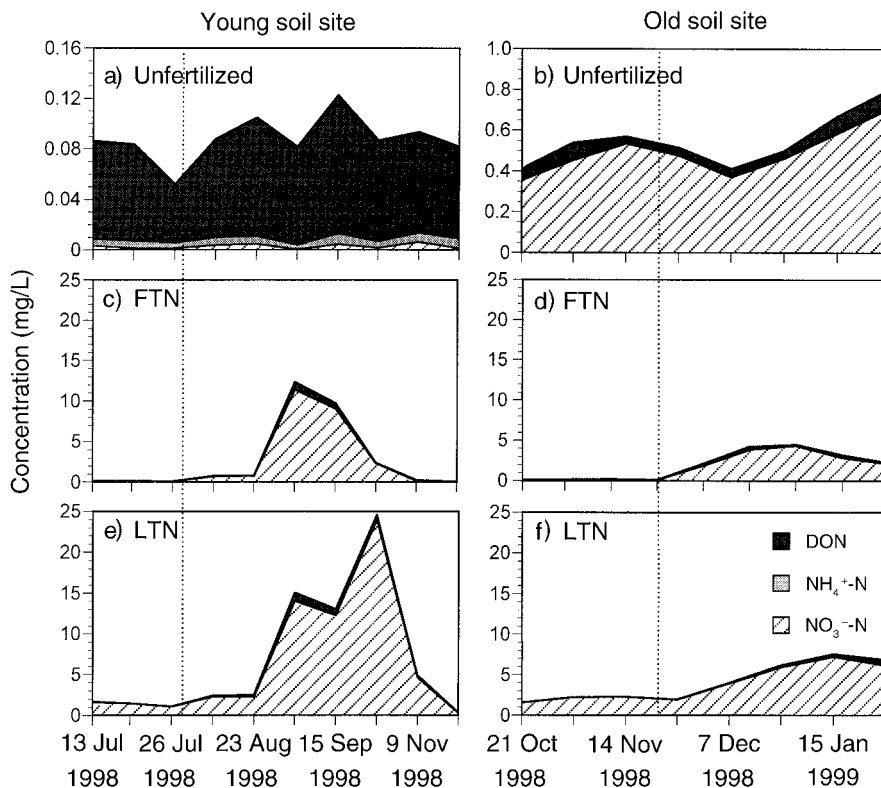 Young soil site
Old soil site
Concentration (mg/L)
0.16
0.12
0.08
0.04
0
a) Unfertilized
1.0
0.8
0.6
0.4
0.2
0
b) Unfertilized
25
20
15
10
5
0
c) FTN
25
20
15
10
5
0
d) FTN
25
20
15
10
5
0
e) LTN
25
20
15
10
5
0
f) LTN
DON
NH₄⁺-N
NO₃⁻-N
13 Jul 26 Jul 23 Aug 15 Sep 9 Nov
1998 1998 1998 1998 1998
21 Oct 14 Nov 7 Dec 15 Jan
1998 1998 1998 1999